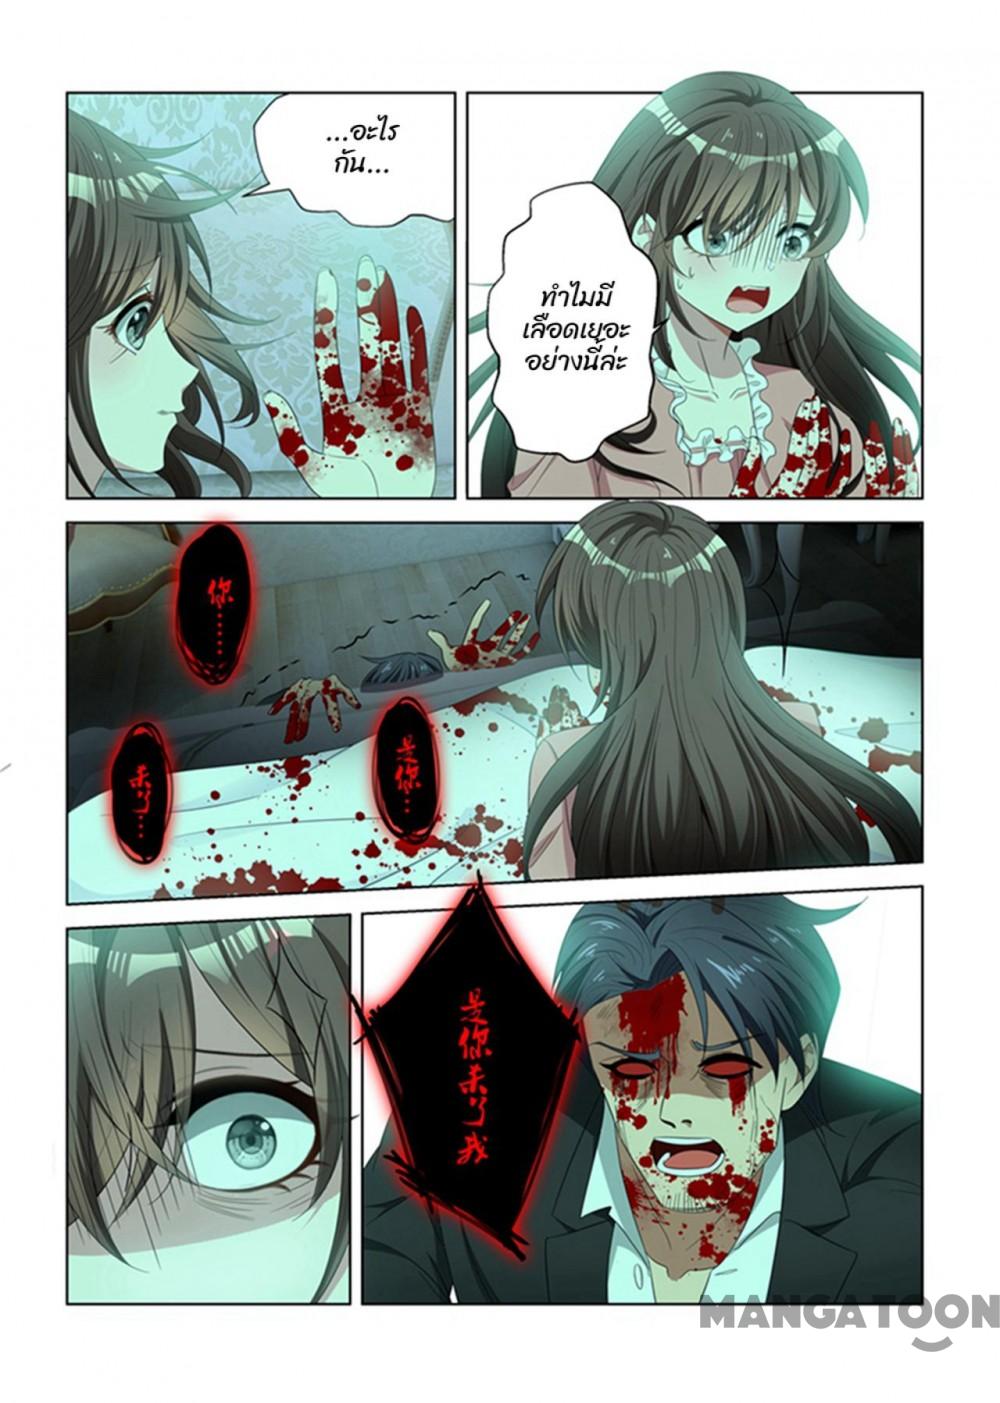 ...อะไร
กัน...
ทำไมมี
เลือดเยอะ
อย่างนี้ล่ะ
你……
是你…
杀了…
是你杀了我
MANGATOON